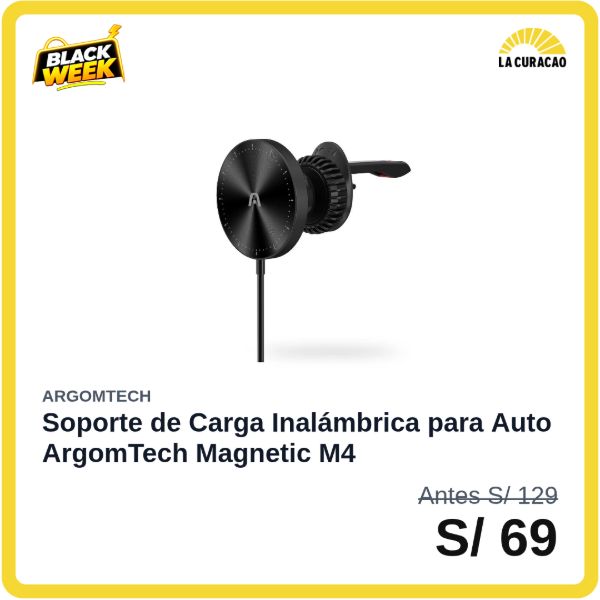 BLACK
WEEK
LA CURACAO
ARGOMTECH
Soporte de Carga Inalámbrica para Auto
ArgomTech Magnetic M4
Antes S/ 129
S/ 69